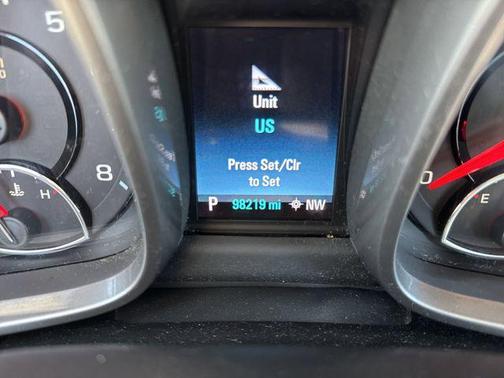 5
Unit
US
Press Set/Clr
to Set
H
8
P 98219 mi NW
0
E